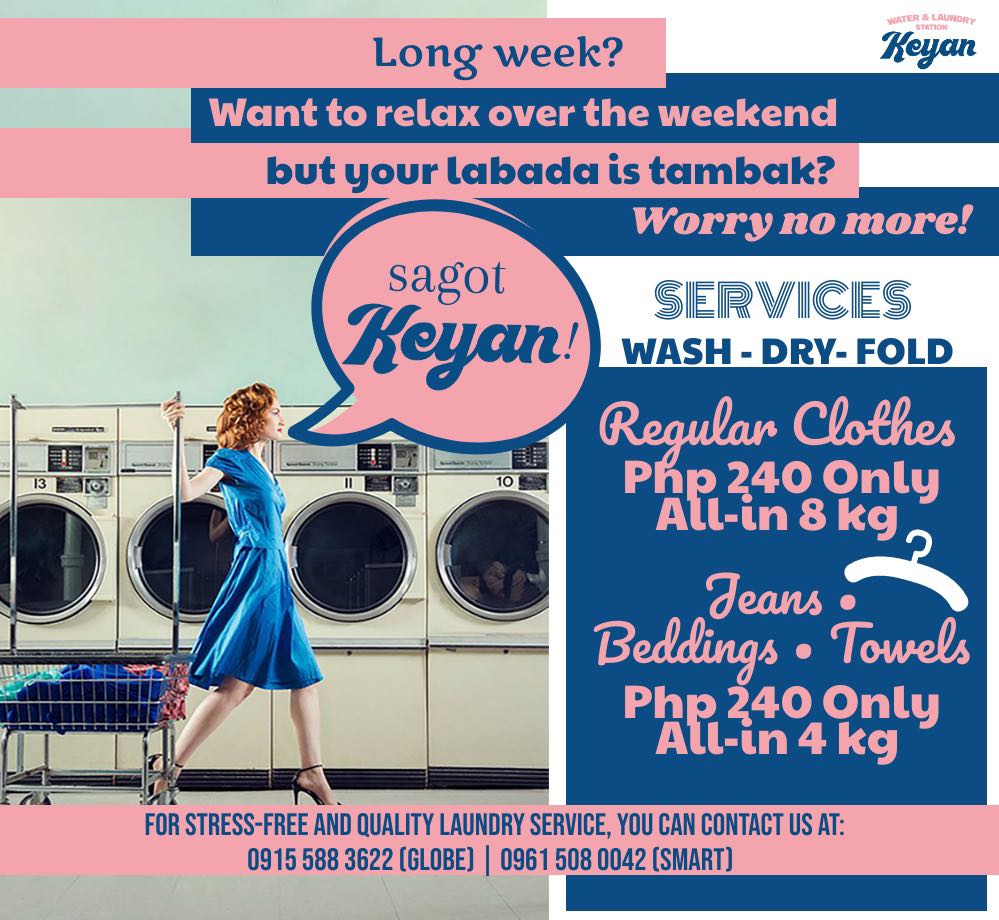 WATER & LAUNDRY
STATION
Keyan
Long week?
Want to relax over the weekend
but your labada is tambak?
Worry no more!
sagot
Keyan!
SERVICES
WASH - DRY- FOLD
Regular Clothes
Php 240 Only
All-in 8 kg
Jeans •
Beddings • Towels
Php 240 Only
All-in 4 kg
13
11
10
FOR STRESS-FREE AND QUALITY LAUNDRY SERVICE, YOU CAN CONTACT US AT:
0915 588 3622 (GLOBE) | 0961 508 0042 (SMART)